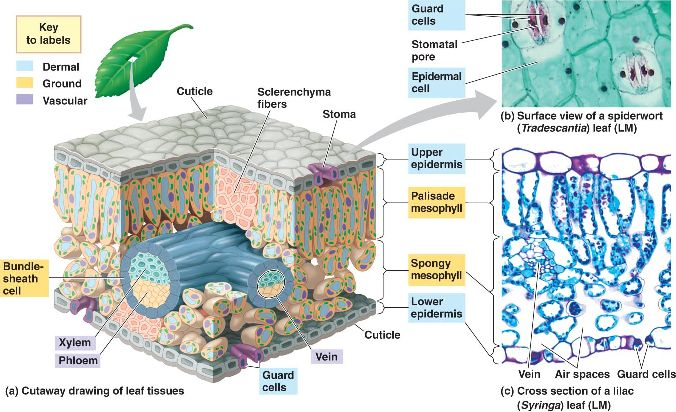 Key
to labels
Dermal
Ground
Vascular
Cuticle
Sclerenchyma
fibers
Stoma
Bundle-
sheath
cell
Xylem
Phloem
Guard
cells
Vein
Cuticle
(a) Cutaway drawing of leaf tissues
Guard
cells
Stomatal
pore
Epidermal
cell
(b) Surface view of a spiderwort
(Tradescantia) leaf (LM)
Upper
epidermis
Palisade
mesophyll
Spongy
mesophyll
Lower
epidermis
Vein
Air spaces
Guard cells
(c) Cross section of a lilac
(Syringa) leaf (LM)